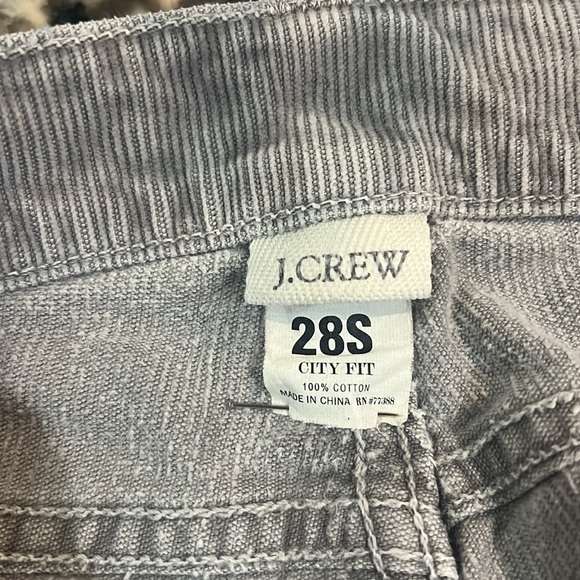 J.CREW
28S
CITY FIT
100% COTTON
MADE IN CHINA RN #77388